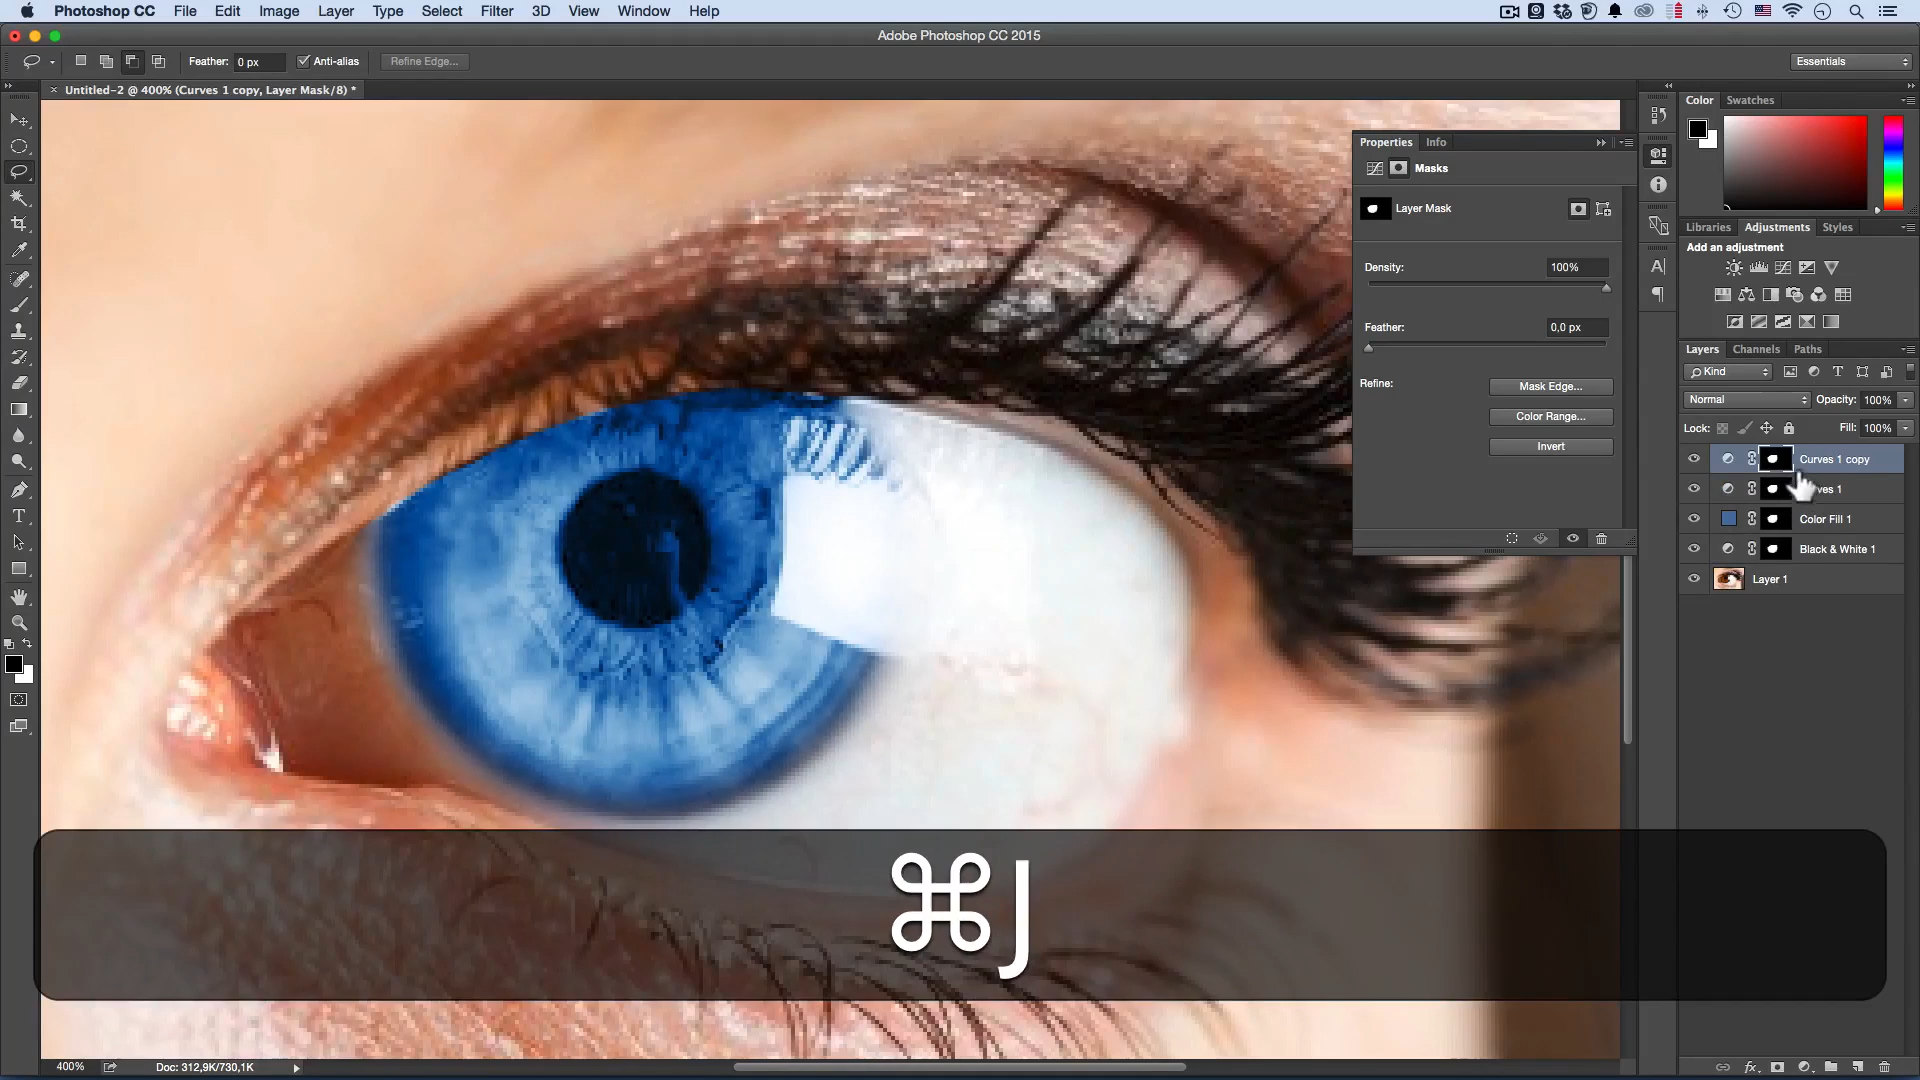 Photoshop CC File Edit Image Layer Type Select Filter 3D View Window Help
Adobe Photoshop CC 2015
Feather: 0 px Anti-alias Refine Edge... Essentials
Untitled-2 @ 400% (Curves 1 copy, Layer Mask/8) *
Color Swatches
Properties Info
Masks
Layer Mask
Density: 100%
Feather: 0,0 px
Refine: Mask Edge...
Color Range...
Invert
Libraries Adjustments Styles
Add an adjustment
Layers Channels Paths
Kind
Normal Opacity: 100%
Lock: Fill: 100%
Curves 1 copy
ves 1
Color Fill 1
Black & White 1
Layer 1
⌘J
400% Doc: 312,9K/730,1K